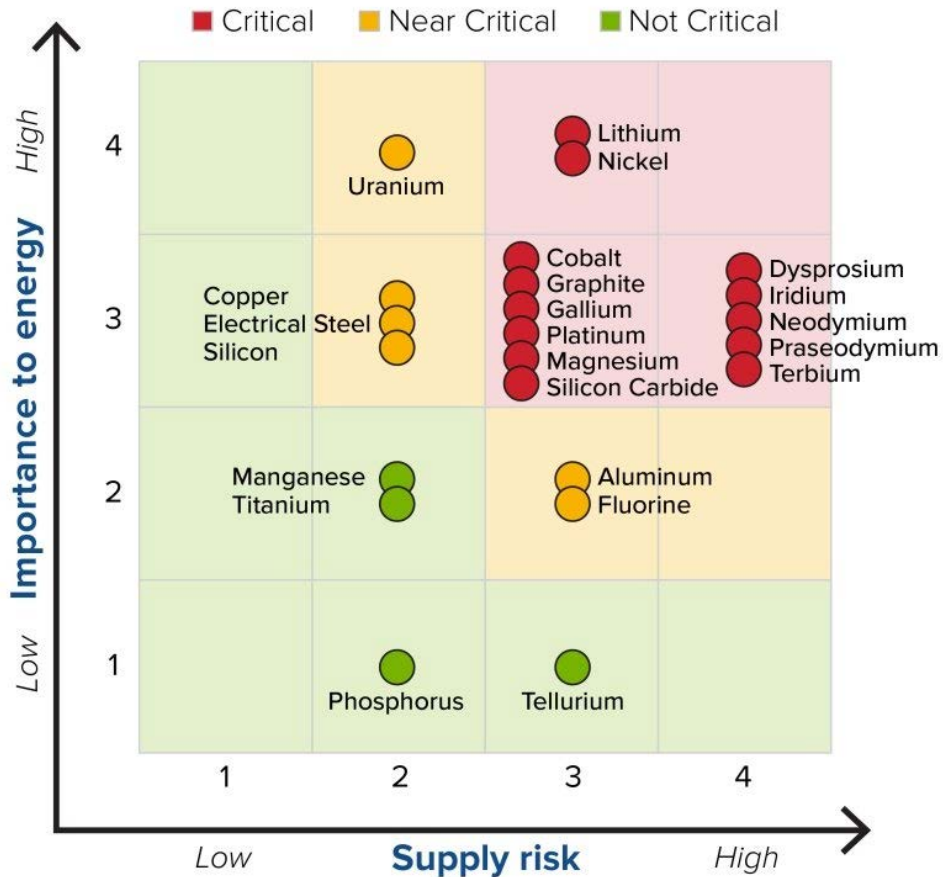 Critical
Near Critical
Not Critical
High
Importance to energy
Low
4
3
2
1
Uranium
Lithium
Nickel
Copper
Electrical Steel
Silicon
Cobalt
Graphite
Gallium
Platinum
Magnesium
Silicon Carbide
Dysprosium
Iridium
Neodymium
Praseodymium
Terbium
Manganese
Titanium
Aluminum
Fluorine
Phosphorus
Tellurium
1
2
3
4
Low
Supply risk
High